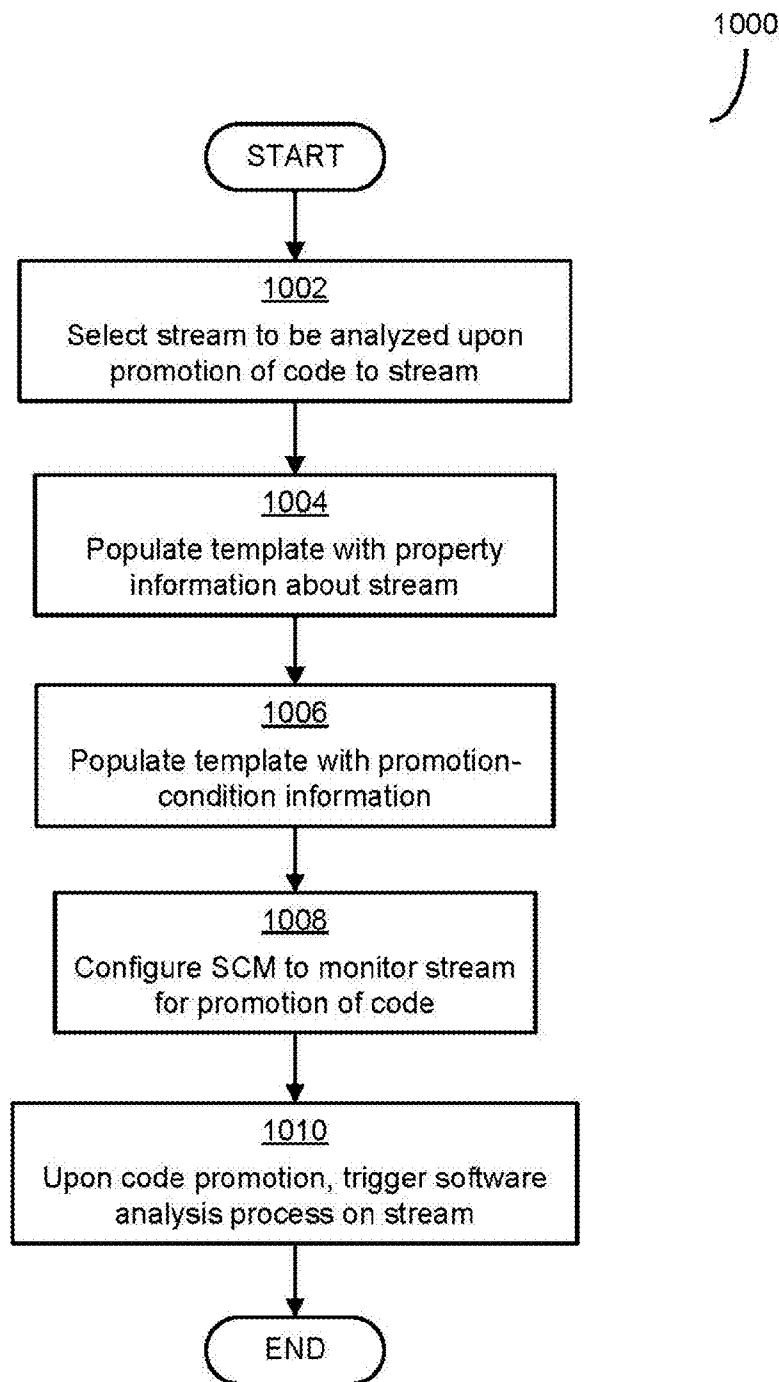 1000
START
1002
Select stream to be analyzed upon
promotion of code to stream
1004
Populate template with property
information about stream
1006
Populate template with promotion-
condition information
1008
Configure SCM to monitor stream
for promotion of code
1010
Upon code promotion, trigger software
analysis process on stream
END